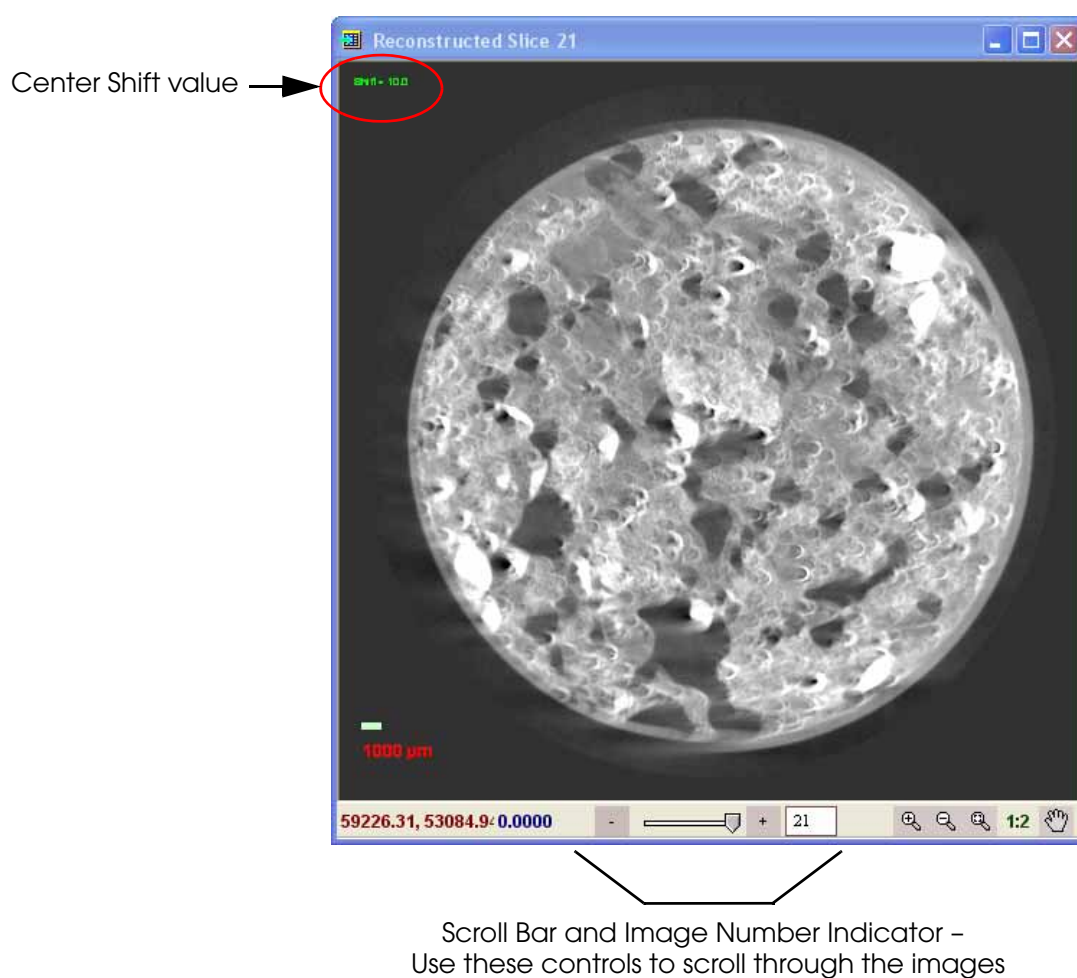 Reconstructed Slice 21
Center Shift value
Shift = 10.0
1000 µm
59226.31, 53084.94 0.0000
-
+
21
1:2
Scroll Bar and Image Number Indicator –
Use these controls to scroll through the images